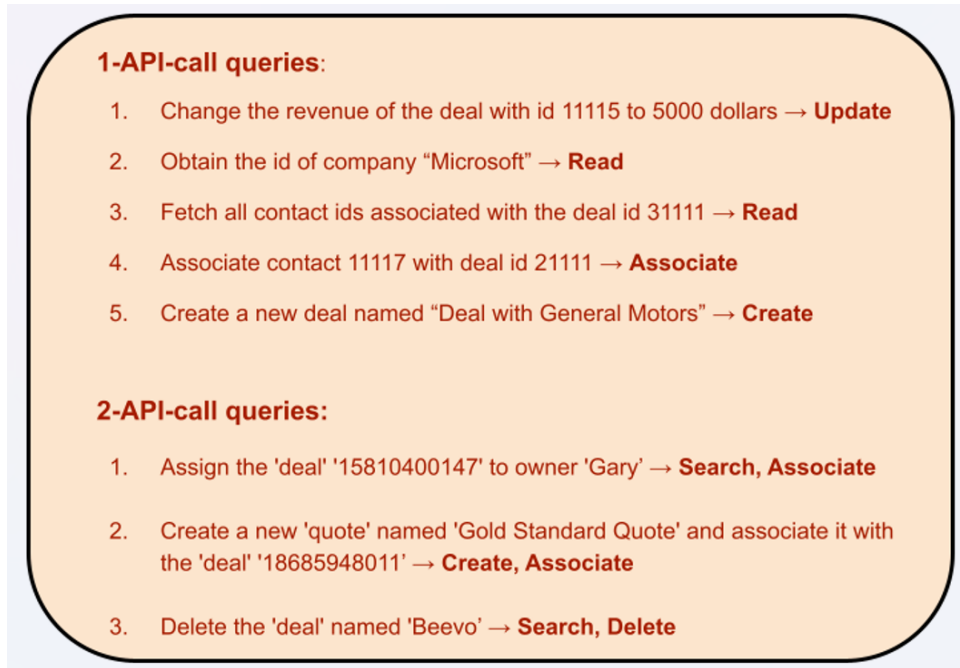 1-API-call queries:
1. Change the revenue of the deal with id 11115 to 5000 dollars → Update
2. Obtain the id of company “Microsoft” → Read
3. Fetch all contact ids associated with the deal id 31111 → Read
4. Associate contact 11117 with deal id 21111 → Associate
5. Create a new deal named “Deal with General Motors” → Create
2-API-call queries:
1. Assign the 'deal' '15810400147' to owner 'Gary’ → Search, Associate
2. Create a new 'quote' named 'Gold Standard Quote' and associate it with
the 'deal' '18685948011’ → Create, Associate
3. Delete the 'deal' named 'Beevo’ → Search, Delete